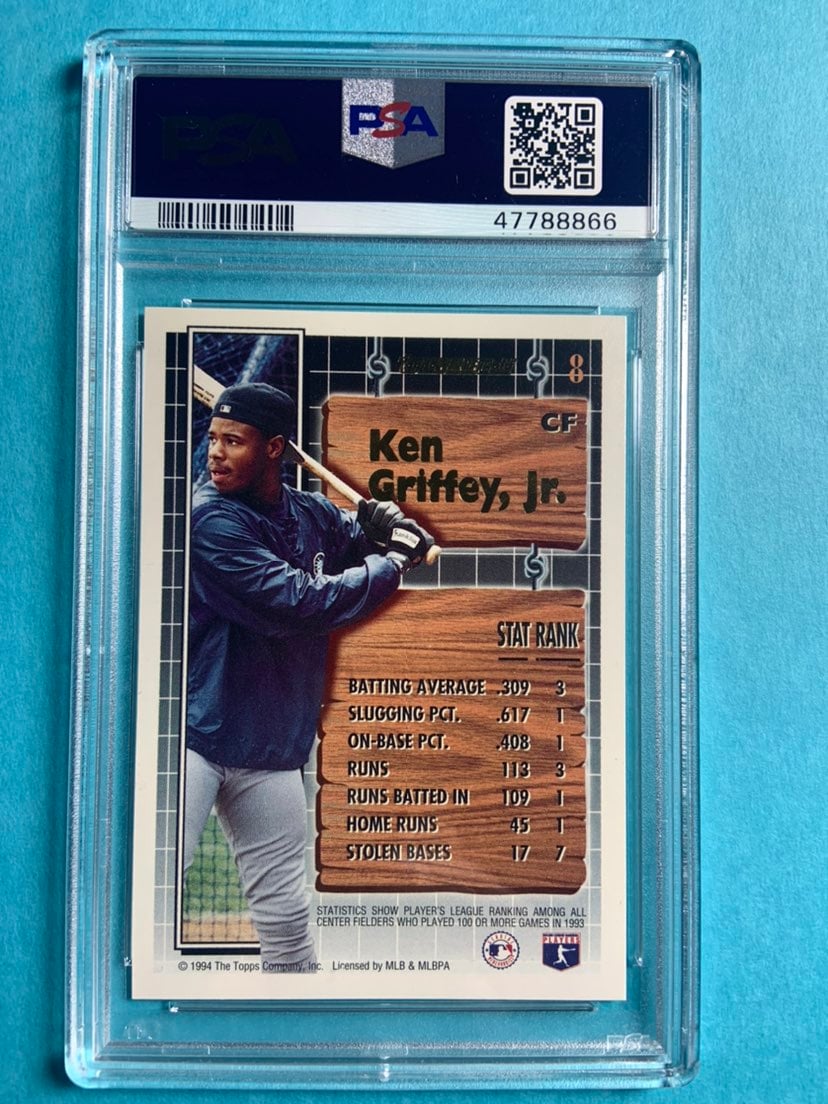 PSA
PSA
47788866
8
CF
Ken
Griffey, Jr.
Franklin
STAT RANK
BATTING AVERAGE .309 3
SLUGGING PCT. .617 1
ON-BASE PCT. .408 1
RUNS 113 3
RUNS BATTED IN 109 1
HOME RUNS 45 1
STOLEN BASES 17 7
STATISTICS SHOW PLAYER'S LEAGUE RANKING AMONG ALL
CENTER FIELDERS WHO PLAYED 100 OR MORE GAMES IN 1993
PLAYERS
© 1994 The Topps Company, Inc. Licensed by MLB & MLBPA